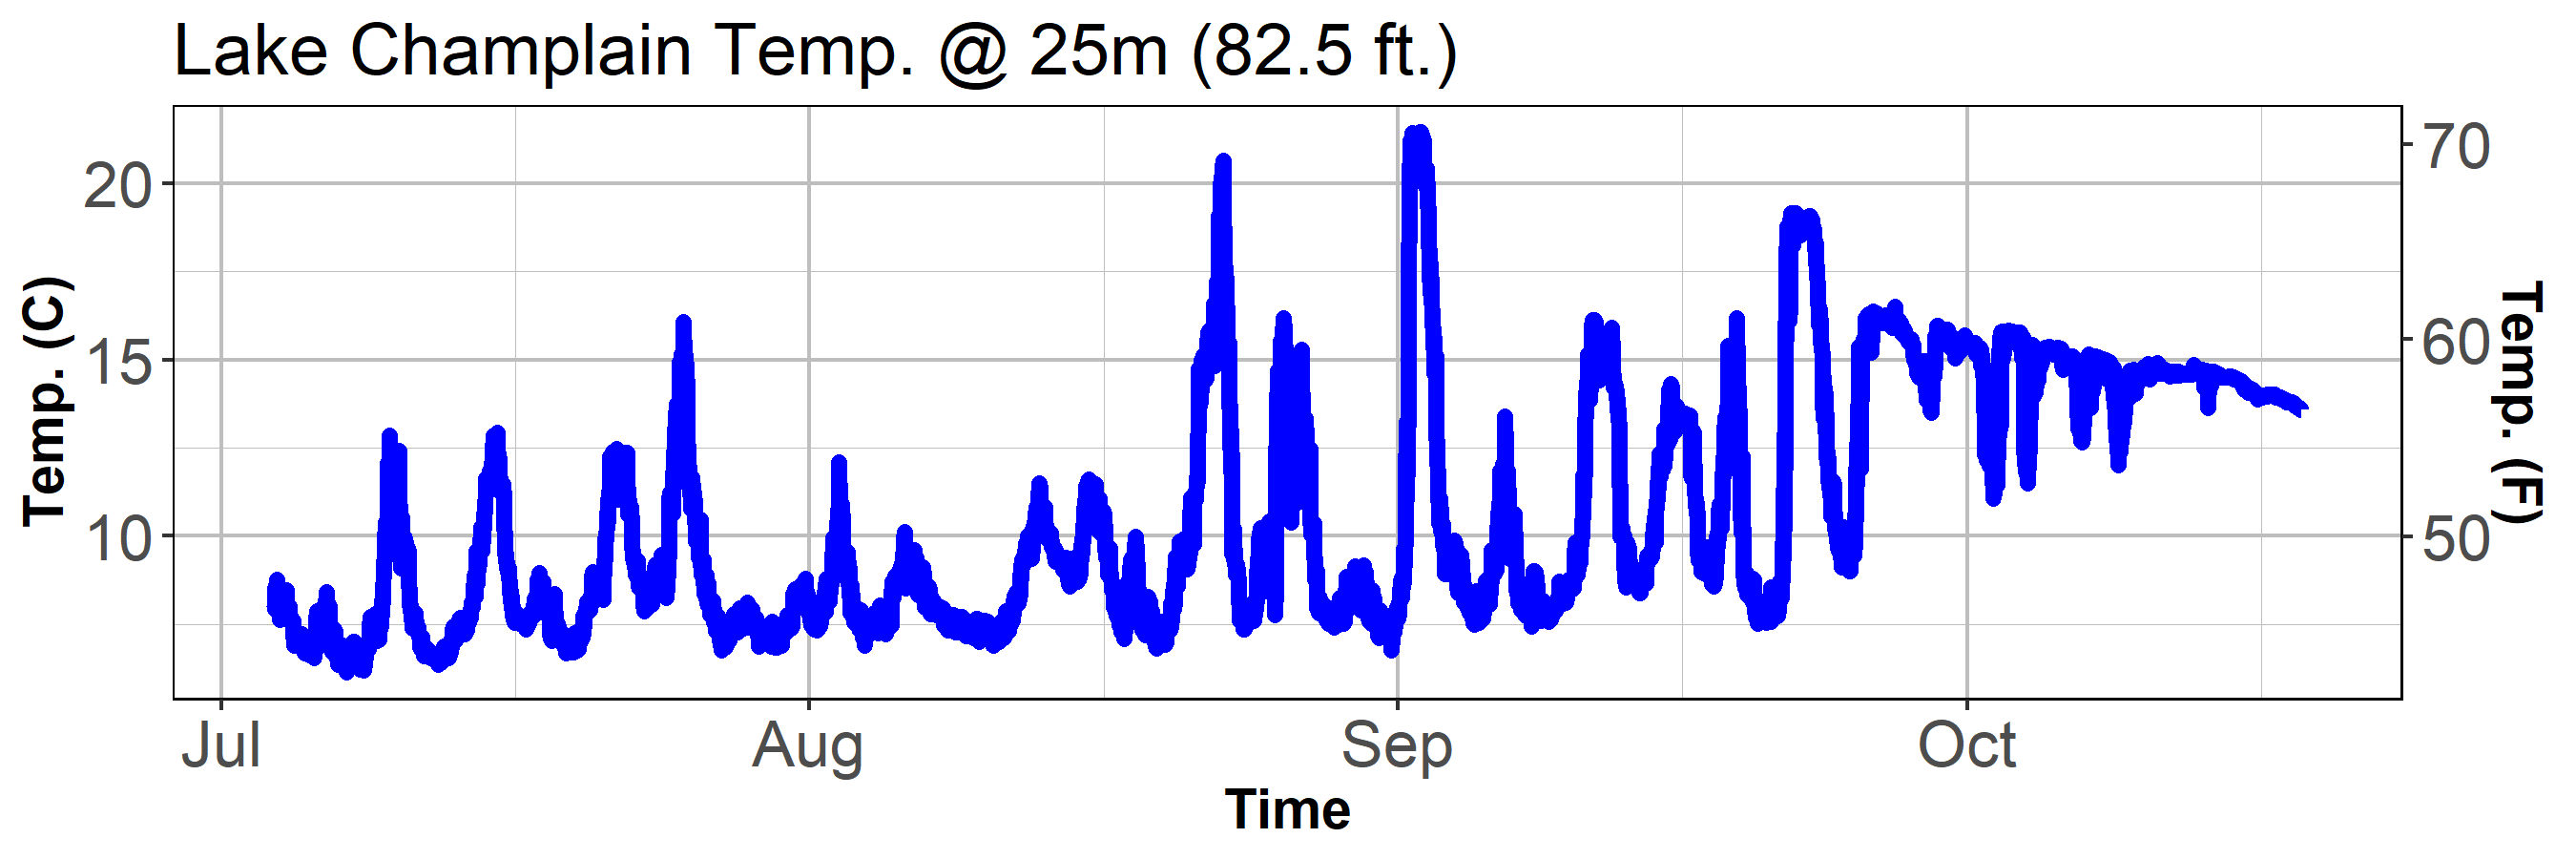 Lake Champlain Temp. @ 25m (82.5 ft.)
Temp. (C)
20
15
10
70
60
50
Temp. (F)
Jul Aug Sep Oct
Time